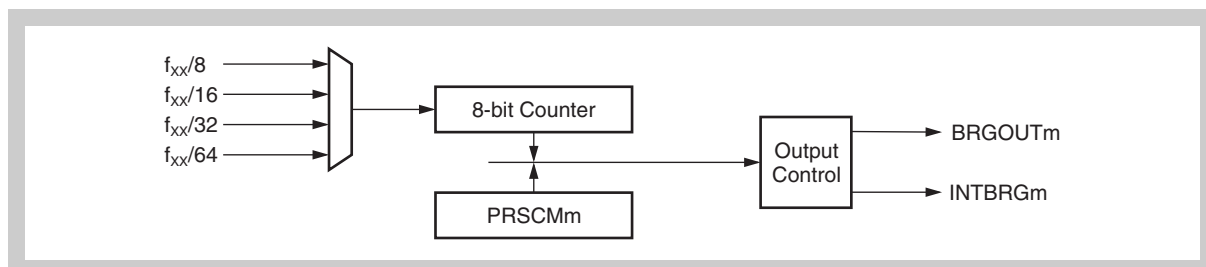 fXX/8
fXX/16
fXX/32
fXX/64
8-bit Counter
PRSCMm
Output
Control
BRGOUTm
INTBRGm